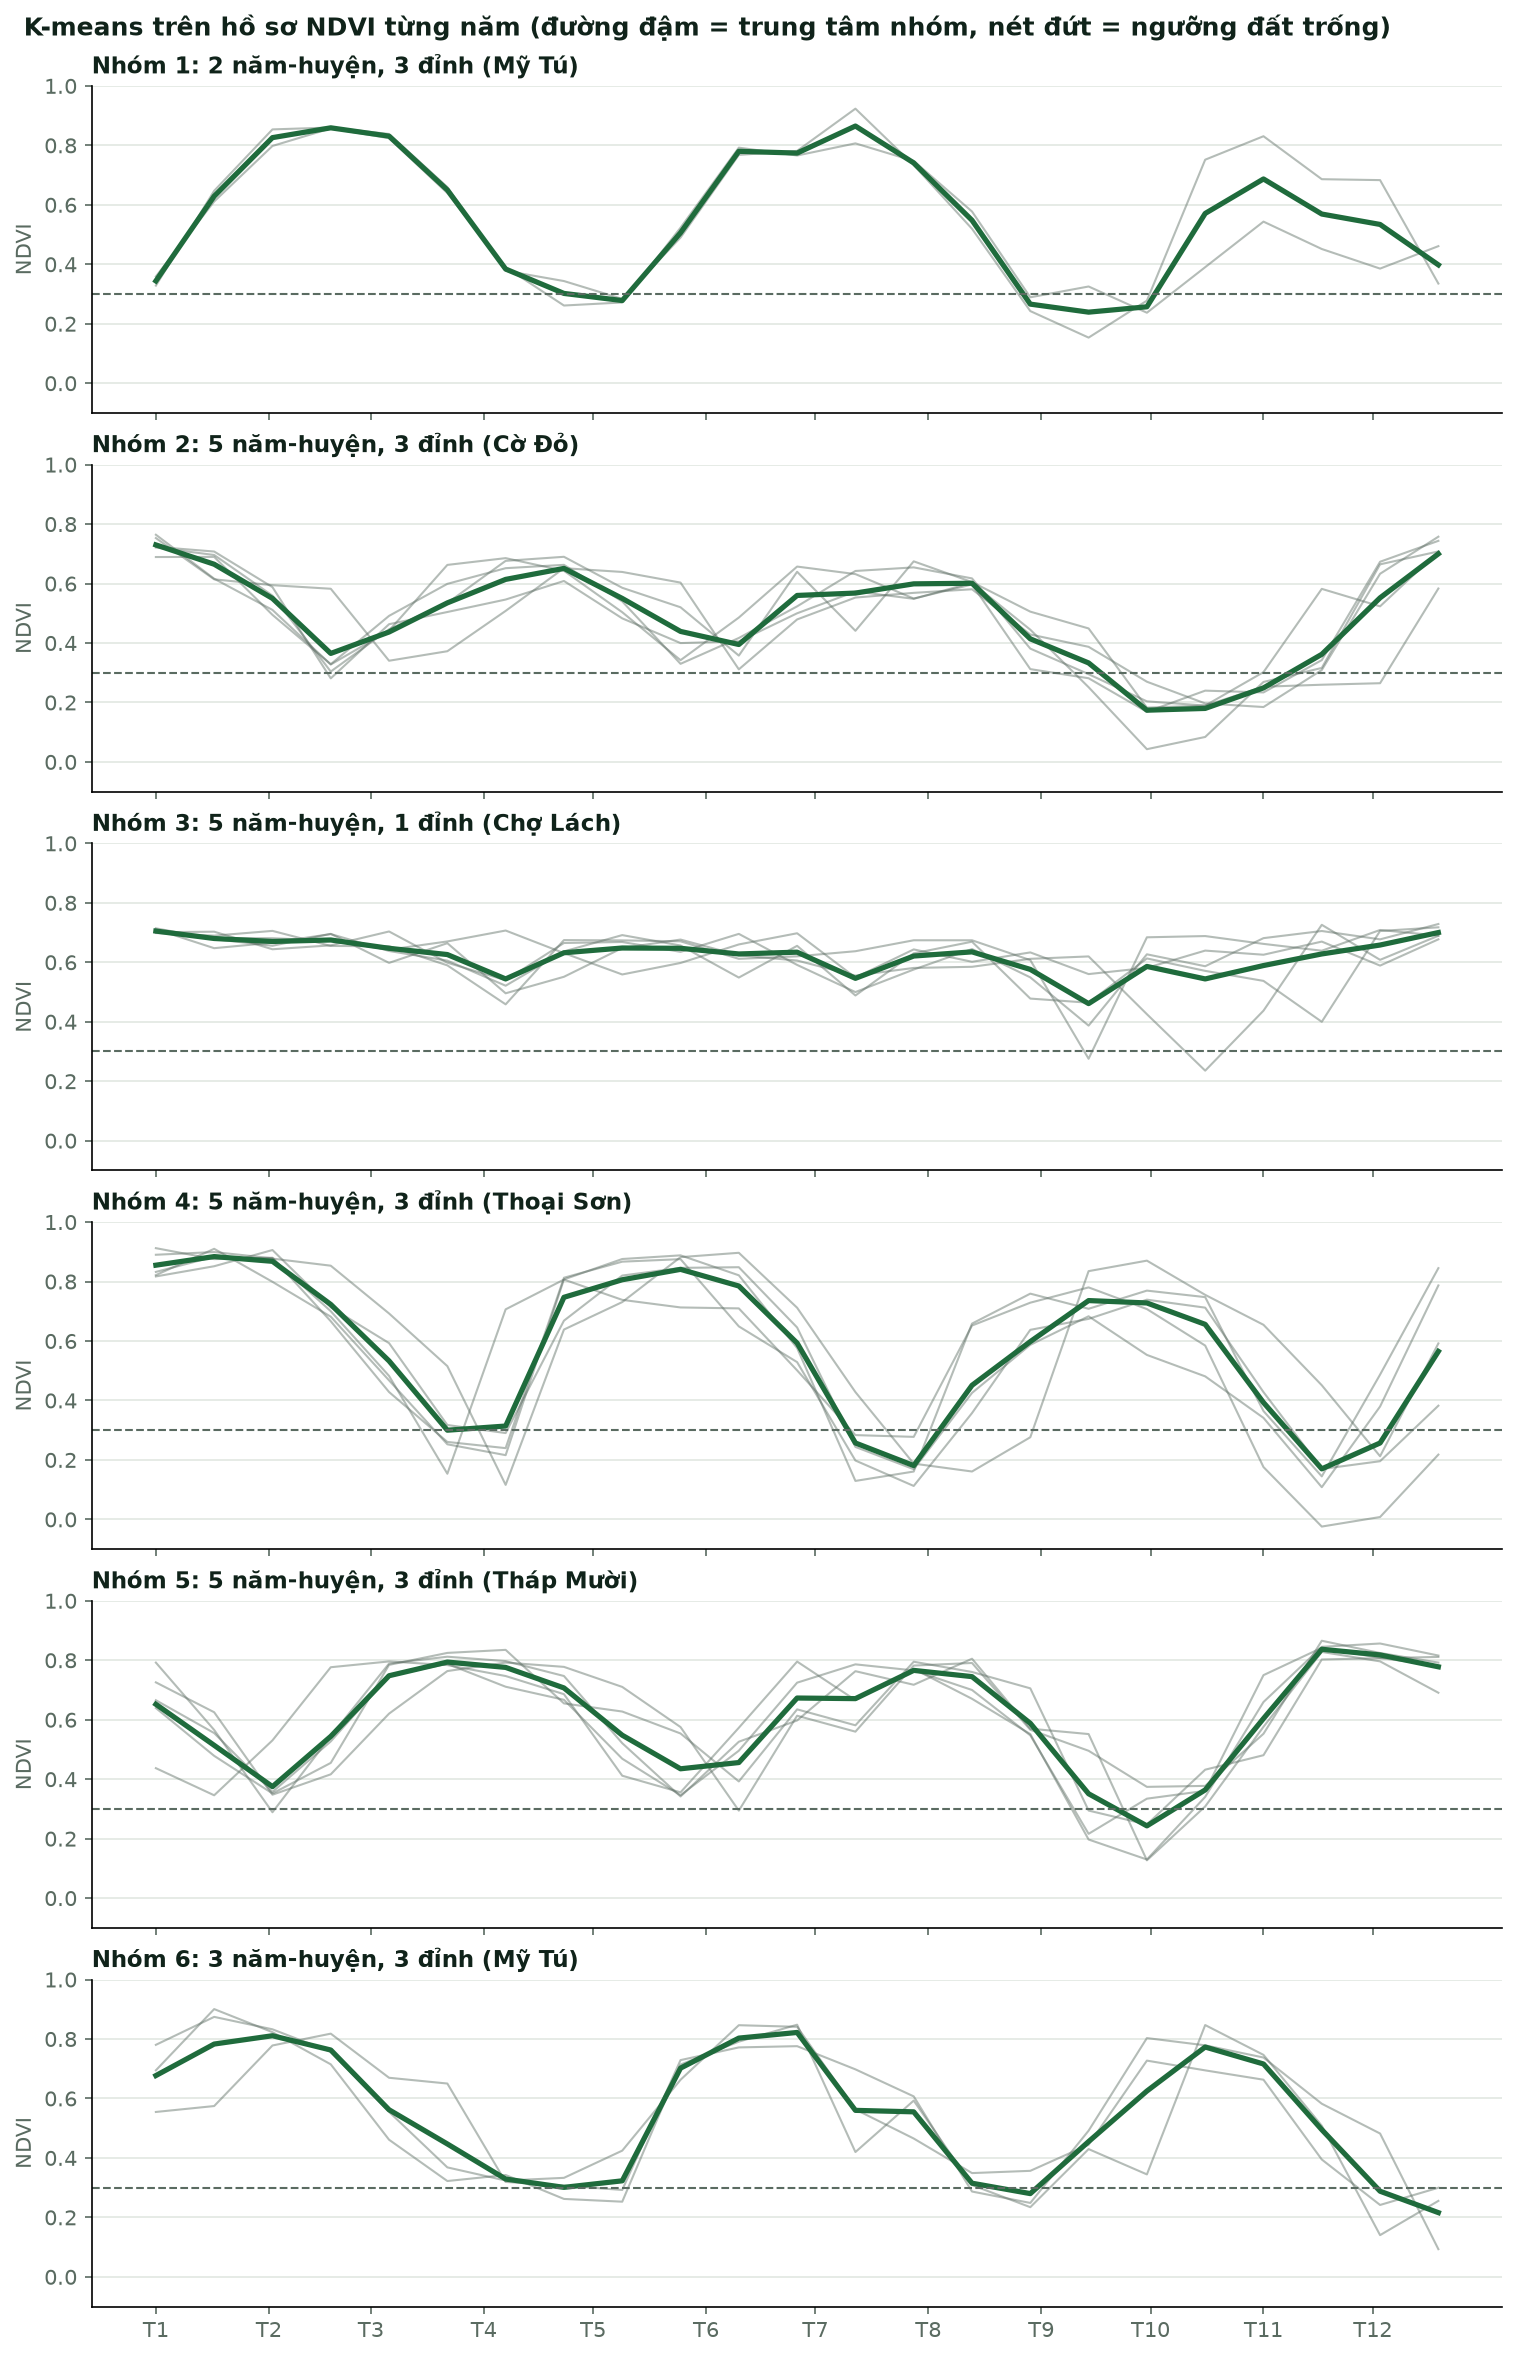 K-means trên hồ sơ NDVI từng năm (đường đậm = trung tâm nhóm, nét đứt = ngưỡng đất trống)
Nhóm 1: 2 năm-huyện, 3 đỉnh (Mỹ Tú)
1.0
0.8
0.6
0.4
0.2
0.0
NDVI
Nhóm 2: 5 năm-huyện, 3 đỉnh (Cờ Đỏ)
1.0
0.8
0.6
0.4
0.2
0.0
NDVI
Nhóm 3: 5 năm-huyện, 1 đỉnh (Chợ Lách)
1.0
0.8
0.6
0.4
0.2
0.0
NDVI
Nhóm 4: 5 năm-huyện, 3 đỉnh (Thoại Sơn)
1.0
0.8
0.6
0.4
0.2
0.0
NDVI
Nhóm 5: 5 năm-huyện, 3 đỉnh (Tháp Mười)
1.0
0.8
0.6
0.4
0.2
0.0
NDVI
Nhóm 6: 3 năm-huyện, 3 đỉnh (Mỹ Tú)
1.0
0.8
0.6
0.4
0.2
0.0
NDVI
T1 T2 T3 T4 T5 T6 T7 T8 T9 T10 T11 T12